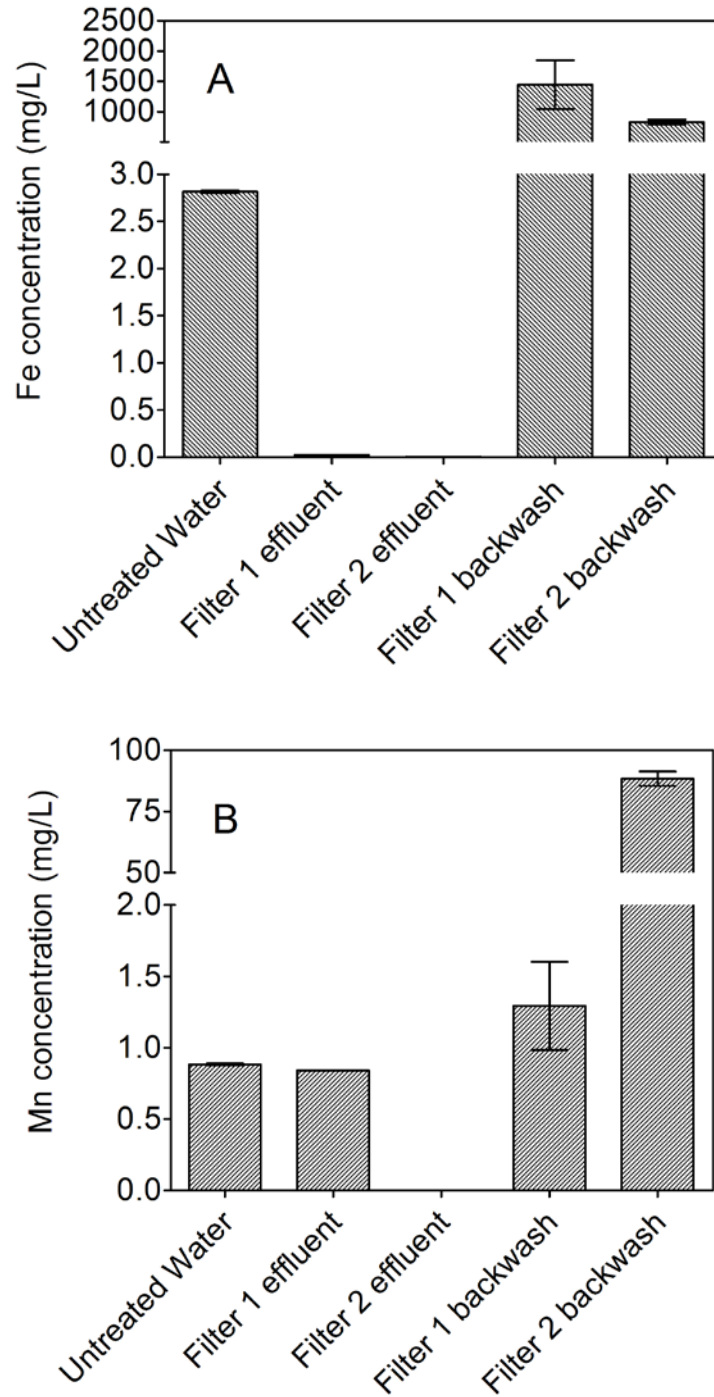 A
Fe concentration (mg/L)
2500
2000
1500
1000
3.0
2.5
2.0
1.5
1.0
0.5
0.0
Untreated Water
Filter 1 effluent
Filter 2 effluent
Filter 1 backwash
Filter 2 backwash
B
Mn concentration (mg/L)
100
75
50
2.0
1.5
1.0
0.5
0.0
Untreated Water
Filter 1 effluent
Filter 2 effluent
Filter 1 backwash
Filter 2 backwash